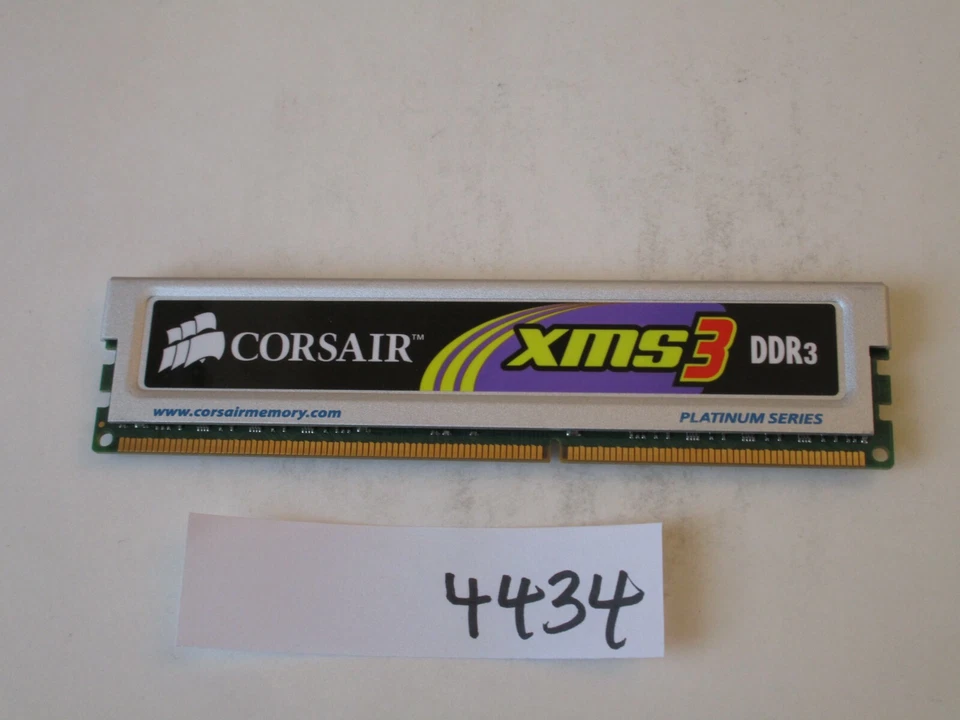 CORSAIR™ xms3 DDR3
www.corsairmemory.com PLATINUM SERIES
4434